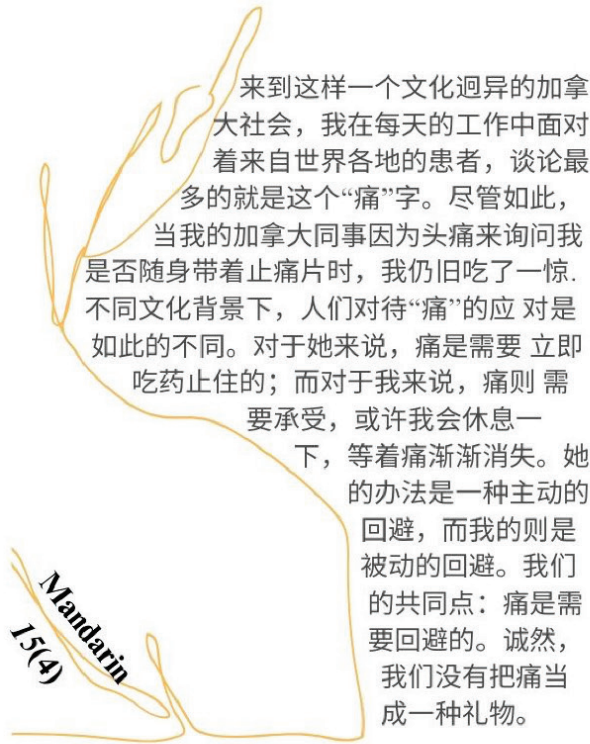 来到这样一个文化迥异的加拿
大社会，我在每天的工作中面对
着来自世界各地的患者，谈论最
多的就是这个“痛”字。尽管如此，
当我的加拿大同事因为头痛来询问我
是否随身带着止痛片时，我仍旧吃了一惊.
不同文化背景下，人们对待“痛”的应 对是
如此的不同。对于她来说，痛是需要 立即
吃药止住的；而对于我来说，痛则 需
要承受，或许我会休息一
下，等着痛渐渐消失。她
的办法是一种主动的
回避，而我的则是
被动的回避。我们
的共同点：痛是需
要回避的。诚然，
我们没有把痛当
成一种礼物。
Mandarin
15(4)